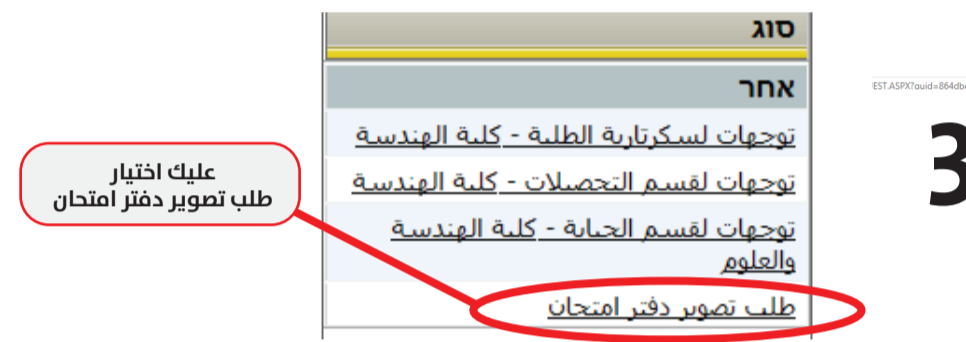 סוג
אחר
توجهات لسكرتارية الطلبة - كلية الهندسة
توجهات لقسم التحصيلات - كلية الهندسة
توجهات لقسم الجباية - كلية الهندسة
والعلوم
طلب تصوير دفتر امتحان
عليك اختيار
طلب تصوير دفتر امتحان
EST.ASPX?guid=864db
3